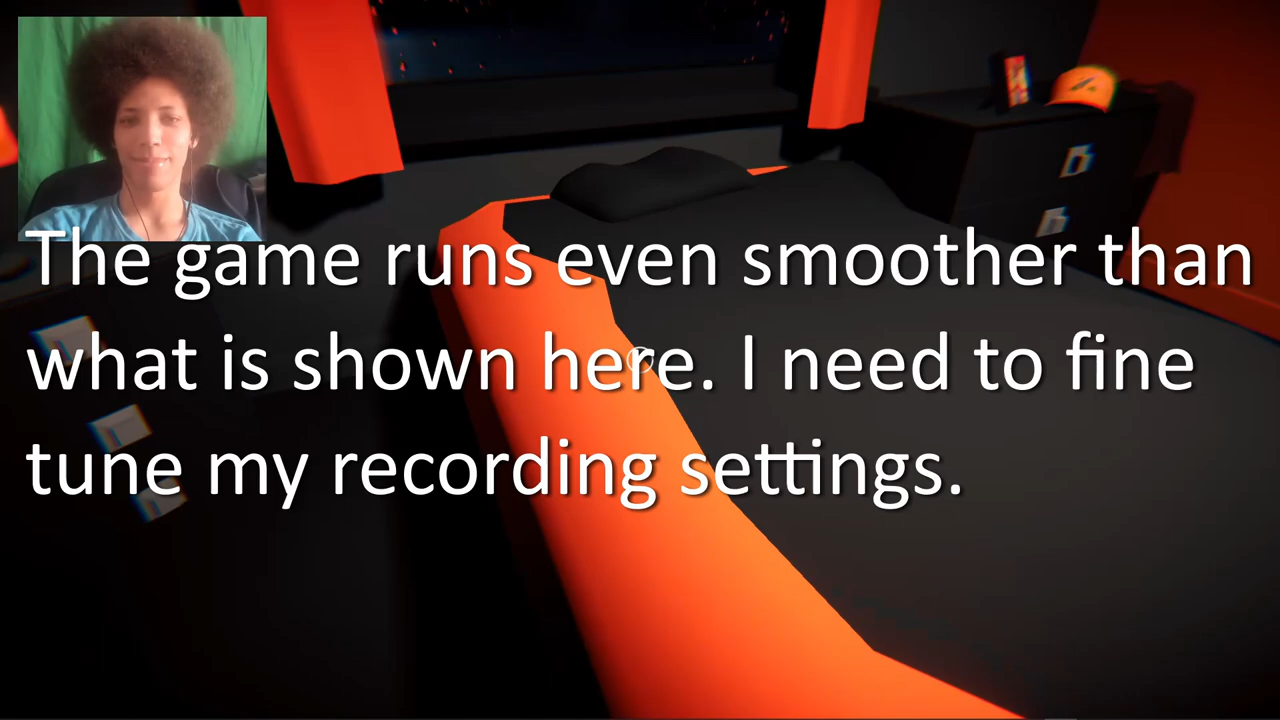 The game runs even smoother than
what is shown here. I need to fine
tune my recording settings.